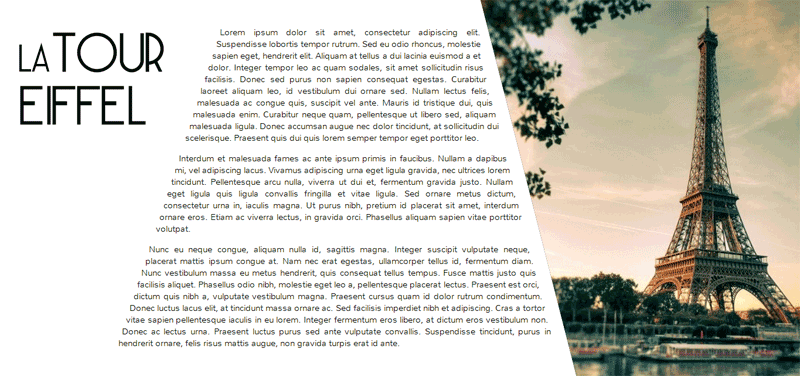 LA TOUR
EIFFEL
Lorem ipsum dolor sit amet, consectetur adipiscing elit.
Suspendisse lobortis tempor rutrum. Sed eu odio rhoncus, molestie
sapien eget, hendrerit elit. Aliquam at tellus a dui lacinia euismod a et
dolor. Integer tempor leo ac quam sodales, sit amet sollicitudin risus
facilisis. Donec sed purus non sapien consequat egestas. Curabitur
laoreet aliquam leo, id vestibulum dui ornare sed. Nullam lectus felis,
malesuada ac congue quis, suscipit vel ante. Mauris id tristique dui, quis
malesuada enim. Curabitur neque quam, pellentesque ut libero sed, aliquam
malesuada ligula. Donec accumsan augue nec dolor tincidunt, at sollicitudin dui
scelerisque. Praesent quis dui quis lorem semper tempor eget porttitor leo.
Interdum et malesuada fames ac ante ipsum primis in faucibus. Nullam a dapibus
mi, vel adipiscing lacus. Vivamus adipiscing urna eget ligula gravida, nec ultrices lorem
tincidunt. Pellentesque arcu nulla, viverra ut dui et, fermentum gravida justo. Nullam
eget ligula quis ligula convallis fringilla et vitae ligula. Sed ornare metus dictum,
consectetur urna in, iaculis magna. Ut purus nibh, pretium id placerat sit amet, interdum
ornare eros. Etiam ac viverra lectus, in gravida orci. Phasellus aliquam sapien vitae porttitor
volutpat.
Nunc eu neque congue, aliquam nulla id, sagittis magna. Integer suscipit vulputate neque,
placerat mattis ipsum congue at. Nam nec erat egestas, ullamcorper tellus id, fermentum diam.
Nunc vestibulum massa eu metus hendrerit, quis consequat tellus tempus. Fusce mattis justo quis
facilisis aliquet. Phasellus odio nibh, molestie eget leo a, pellentesque placerat lectus. Praesent est orci,
dictum quis nibh a, vulputate vestibulum magna. Praesent cursus quam id dolor rutrum condimentum.
Donec luctus lacus elit, at tincidunt massa ornare ac. Sed facilisis imperdiet nibh et adipiscing. Cras a tortor
vitae sapien pellentesque iaculis in eu lorem. Integer fermentum eros libero, at dictum eros vestibulum non.
Donec ac lectus urna. Praesent luctus purus sed ante vulputate convallis. Suspendisse tincidunt, purus in
hendrerit ornare, felis risus mattis augue, non gravida turpis erat id ante.